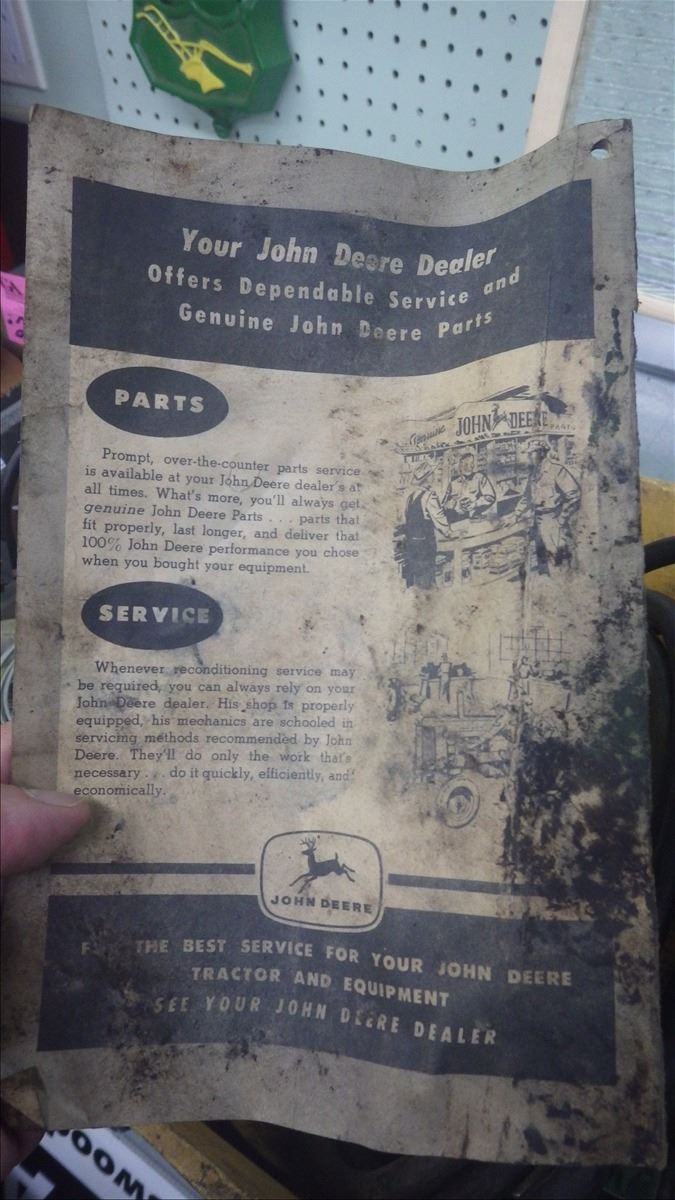 Your John Deere Dealer
Offers Dependable Service and
Genuine John Deere Parts
PARTS
Prompt, over-the-counter parts service
is available at your John Deere dealer's at
all times. What's more, you'll always get
genuine John Deere Parts . . . parts that
fit properly, last longer, and deliver that
100% John Deere performance you chose
when you bought your equipment.
Genuine JOHN DEERE PARTS
SERVICE
Whenever reconditioning service may
be required, you can always rely on your
John Deere dealer. His shop is properly
equipped, his mechanics are schooled in
servicing methods recommended by John
Deere. They'll do only the work that's
necessary . . . do it quickly, efficiently, and
economically.
JOHN DEERE
FOR THE BEST SERVICE FOR YOUR JOHN DEERE
TRACTOR AND EQUIPMENT
SEE YOUR JOHN DEERE DEALER